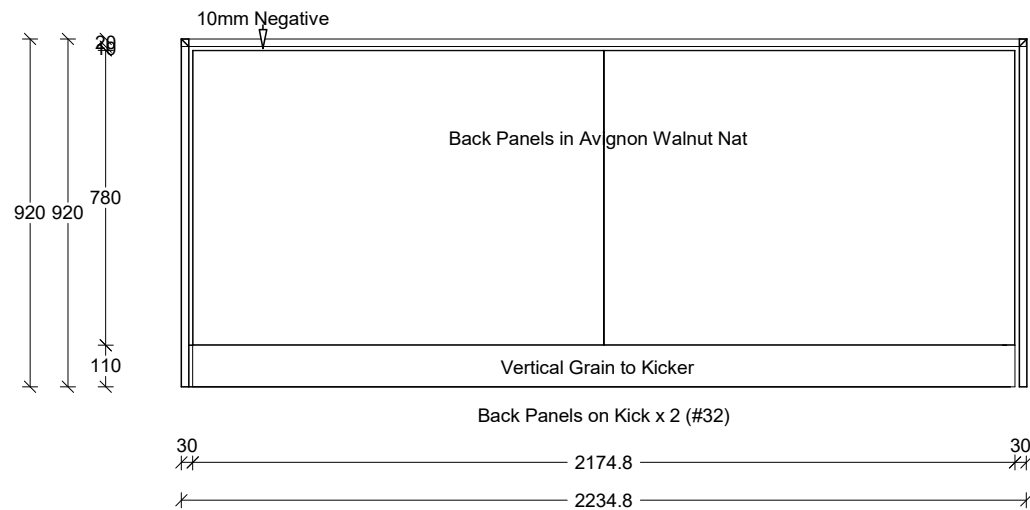 10mm Negative
20
10
Back Panels in Avignon Walnut Nat
920
920
780
110
Vertical Grain to Kicker
Back Panels on Kick x 2 (#32)
30
30
2174.8
2234.8